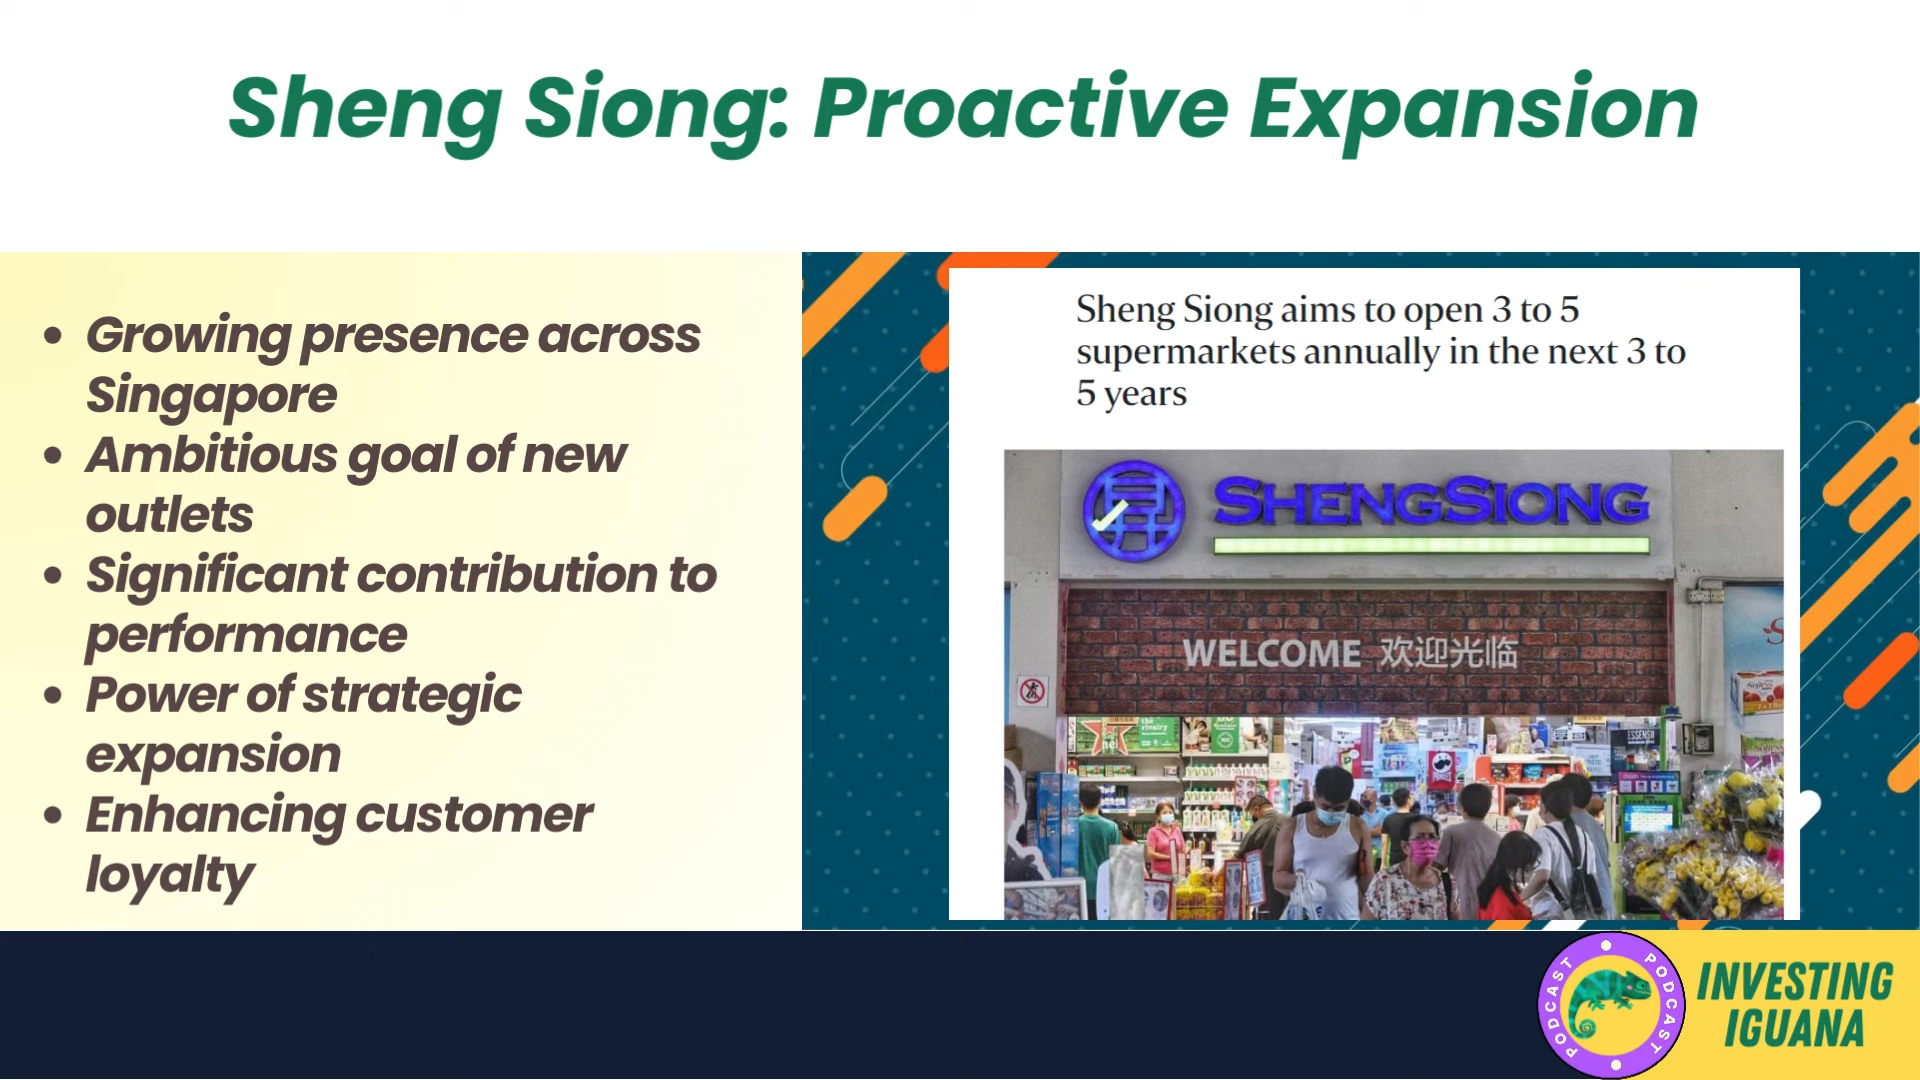 Sheng Siong: Proactive Expansion
Growing presence across
Singapore
Ambitious goal of new
outlets
Significant contribution to
performance
Power of strategic
expansion
Enhancing customer
loyalty
Sheng Siong aims to open 3 to 5
supermarkets annually in the next 3 to
5 years
SHENGSIONG
WELCOME 欢迎光临
ESSENSO
PODCAST PODCAST
INVESTING
IGUANA